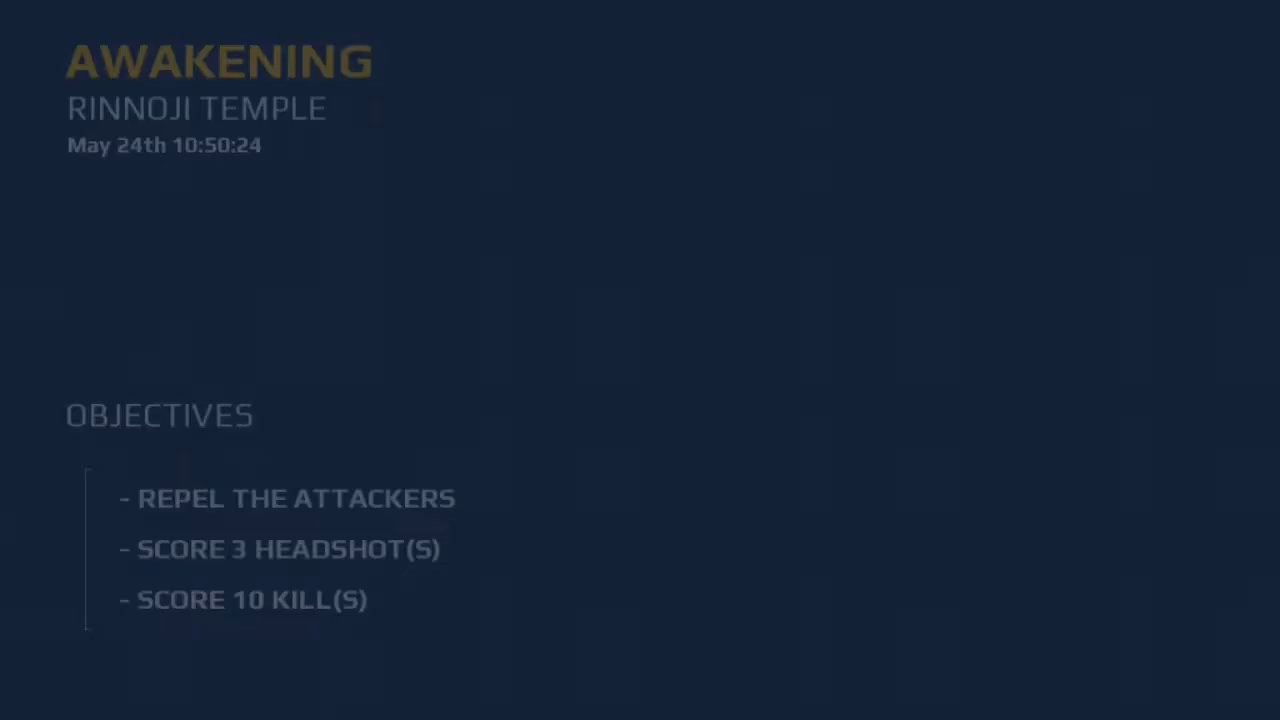 AWAKENING
RINNOJI TEMPLE
May 24th 10:50:24
OBJECTIVES
- REPEL THE ATTACKERS
- SCORE 3 HEADSHOT(S)
- SCORE 10 KILL(S)